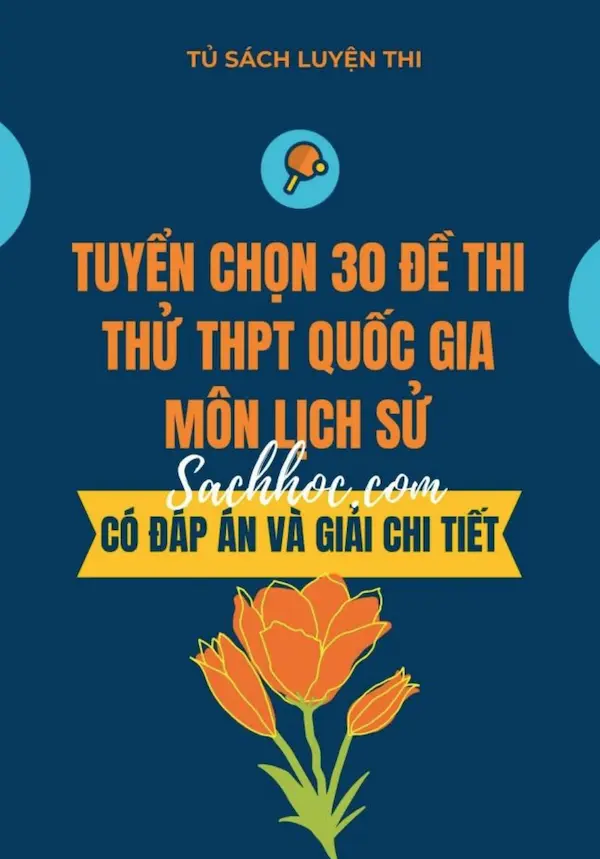 TỦ SÁCH LUYỆN THI
TUYỂN CHỌN 30 ĐỀ THI
THỬ THPT QUỐC GIA
MÔN LỊCH SỬ
Sachhoc.com
CÓ ĐÁP ÁN VÀ GIẢI CHI TIẾT